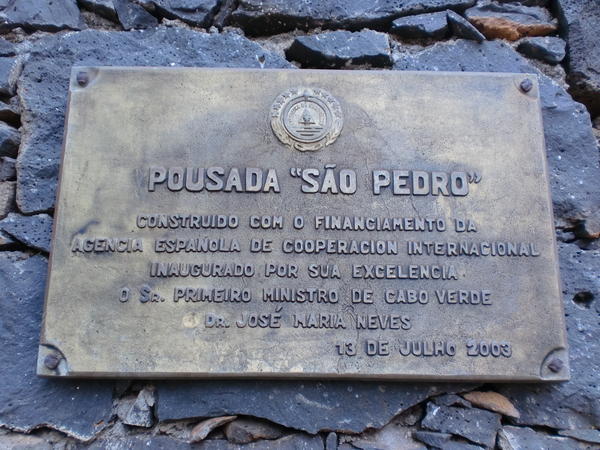 POUSADA "SÃO PEDRO"
CONSTRUIDO COM O FINANCIAMENTO DA
AGENCIA ESPAÑOLA DE COOPERACION INTERNACIONAL
INAUGURADO POR SUA EXCELENCIA
O SR. PRIMEIRO MINISTRO DE CABO VERDE
DR. JOSÉ MARIA NEVES
13 DE JULHO 2003